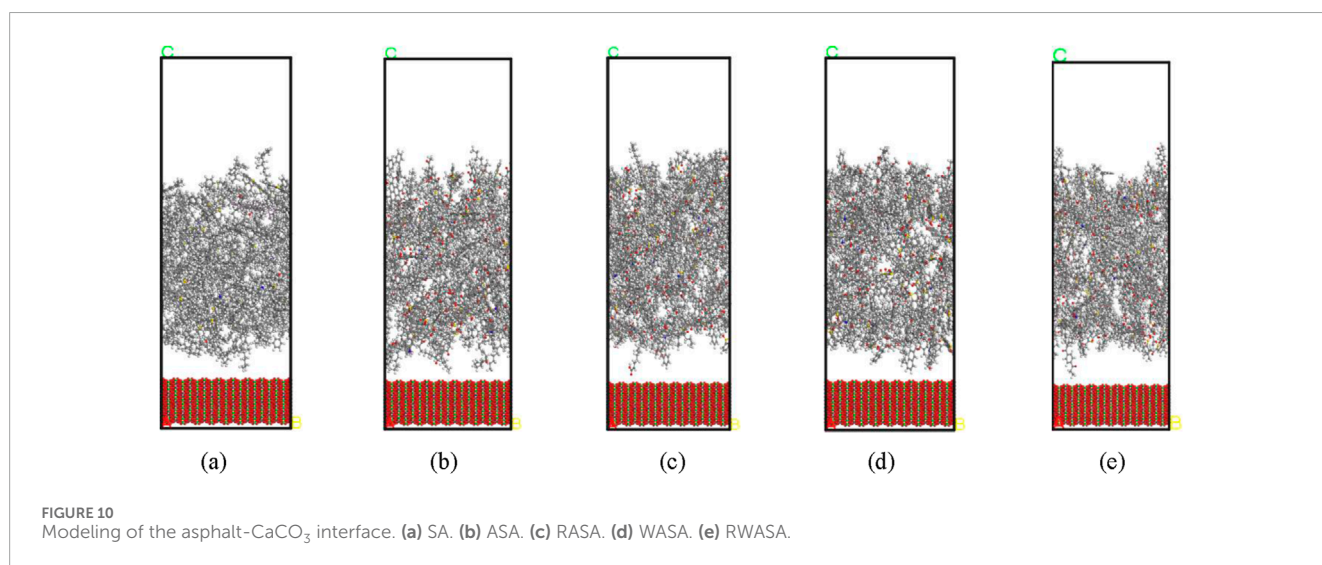 C C C C C
B B B B B
(a) (b) (c) (d) (e)
FIGURE 10
Modeling of the asphalt-CaCO₃ interface. (a) SA. (b) ASA. (c) RASA. (d) WASA. (e) RWASA.